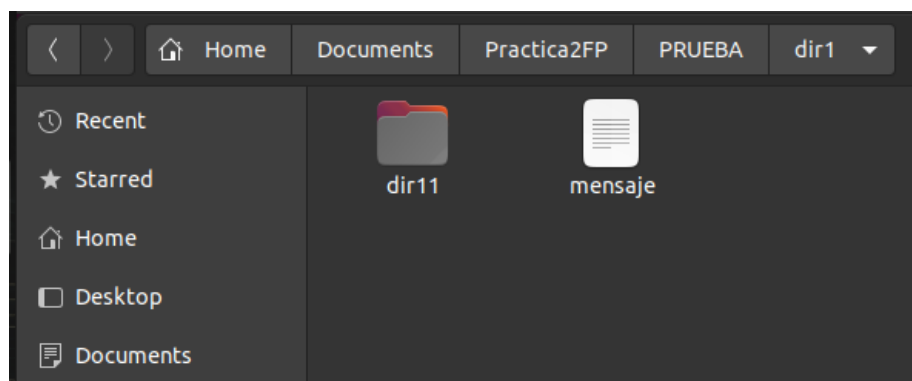 Home Documents Practica2FP PRUEBA dir1
Recent
Starred
Home
Desktop
Documents
dir11 mensaje